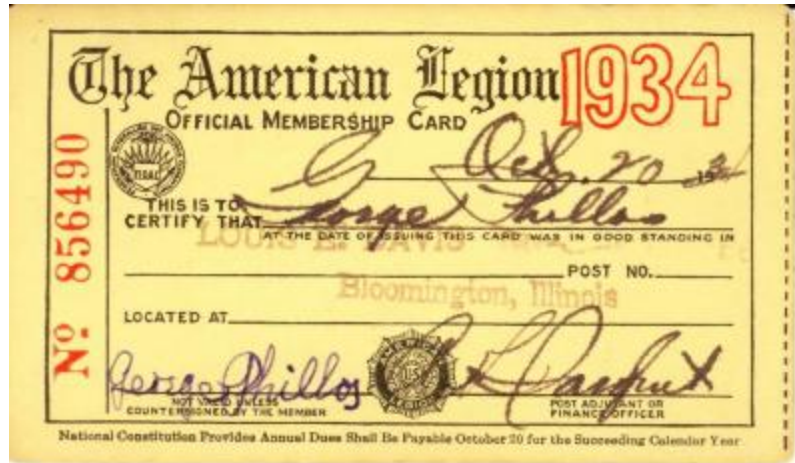 The American Legion 1934
OFFICIAL MEMBERSHIP CARD
Oct. 20 1934
THIS IS TO
CERTIFY THAT George Phillos
AT THE DATE OF ISSUING THIS CARD WAS IN GOOD STANDING IN
LOUIS E. DAVIS
POST NO.
Bloomington, Illinois
LOCATED AT
No. 856490
George Phillos
NOT VALID UNLESS
COUNTERSIGNED BY THE MEMBER
POST ADJUTANT OR
FINANCE OFFICER
National Constitution Provides Annual Dues Shall Be Payable October 20 for the Succeeding Calendar Year